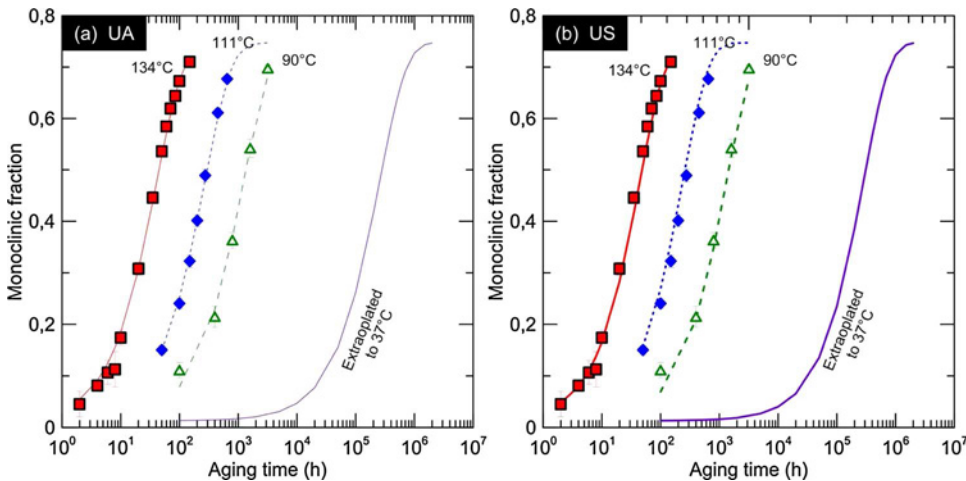 (a) UA
111°C
134°C
90°C
Extraoplated
to 37°C
Monoclinic fraction
0,8
0,6
0,4
0,2
0
10⁰ 10¹ 10² 10³ 10⁴ 10⁵ 10⁶ 10⁷
Aging time (h)
(b) US
111°C
134°C
90°C
Extraoplated
to 37°C
Monoclinic fraction
0,8
0,6
0,4
0,2
0
10⁰ 10¹ 10² 10³ 10⁴ 10⁵ 10⁶ 10⁷
Aging time (h)